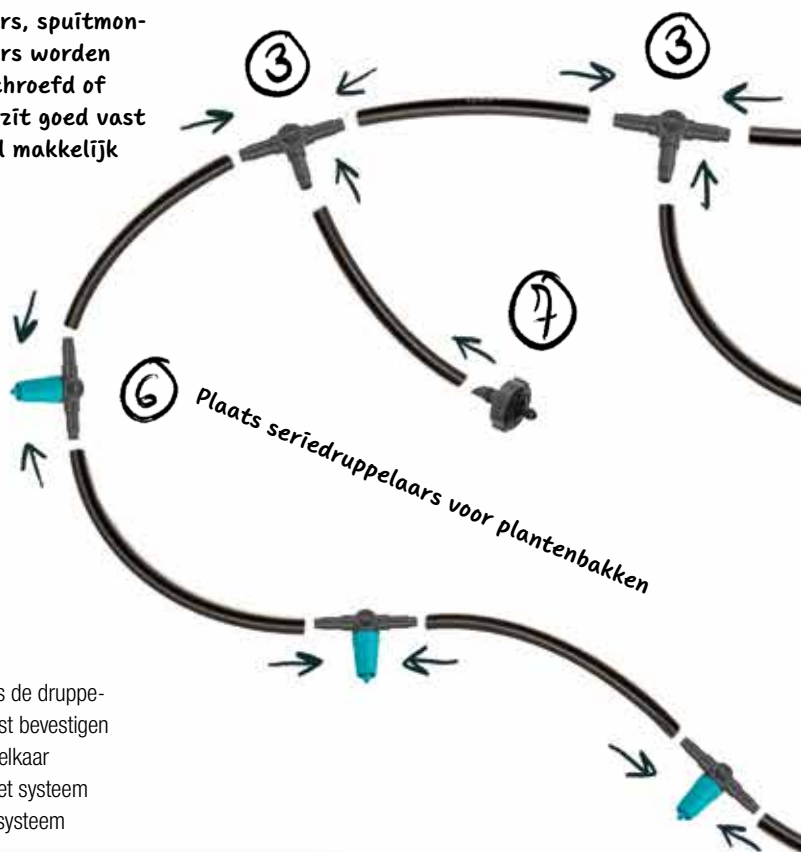 rs, spuitmon-
rs worden
hroefd of
zit goed vast
l makkelijk
3
3
7
6
Plaats seriedruppelaars voor plantenbakken
s de druppe-
st bevestigen
elkaar
et systeem
systeem